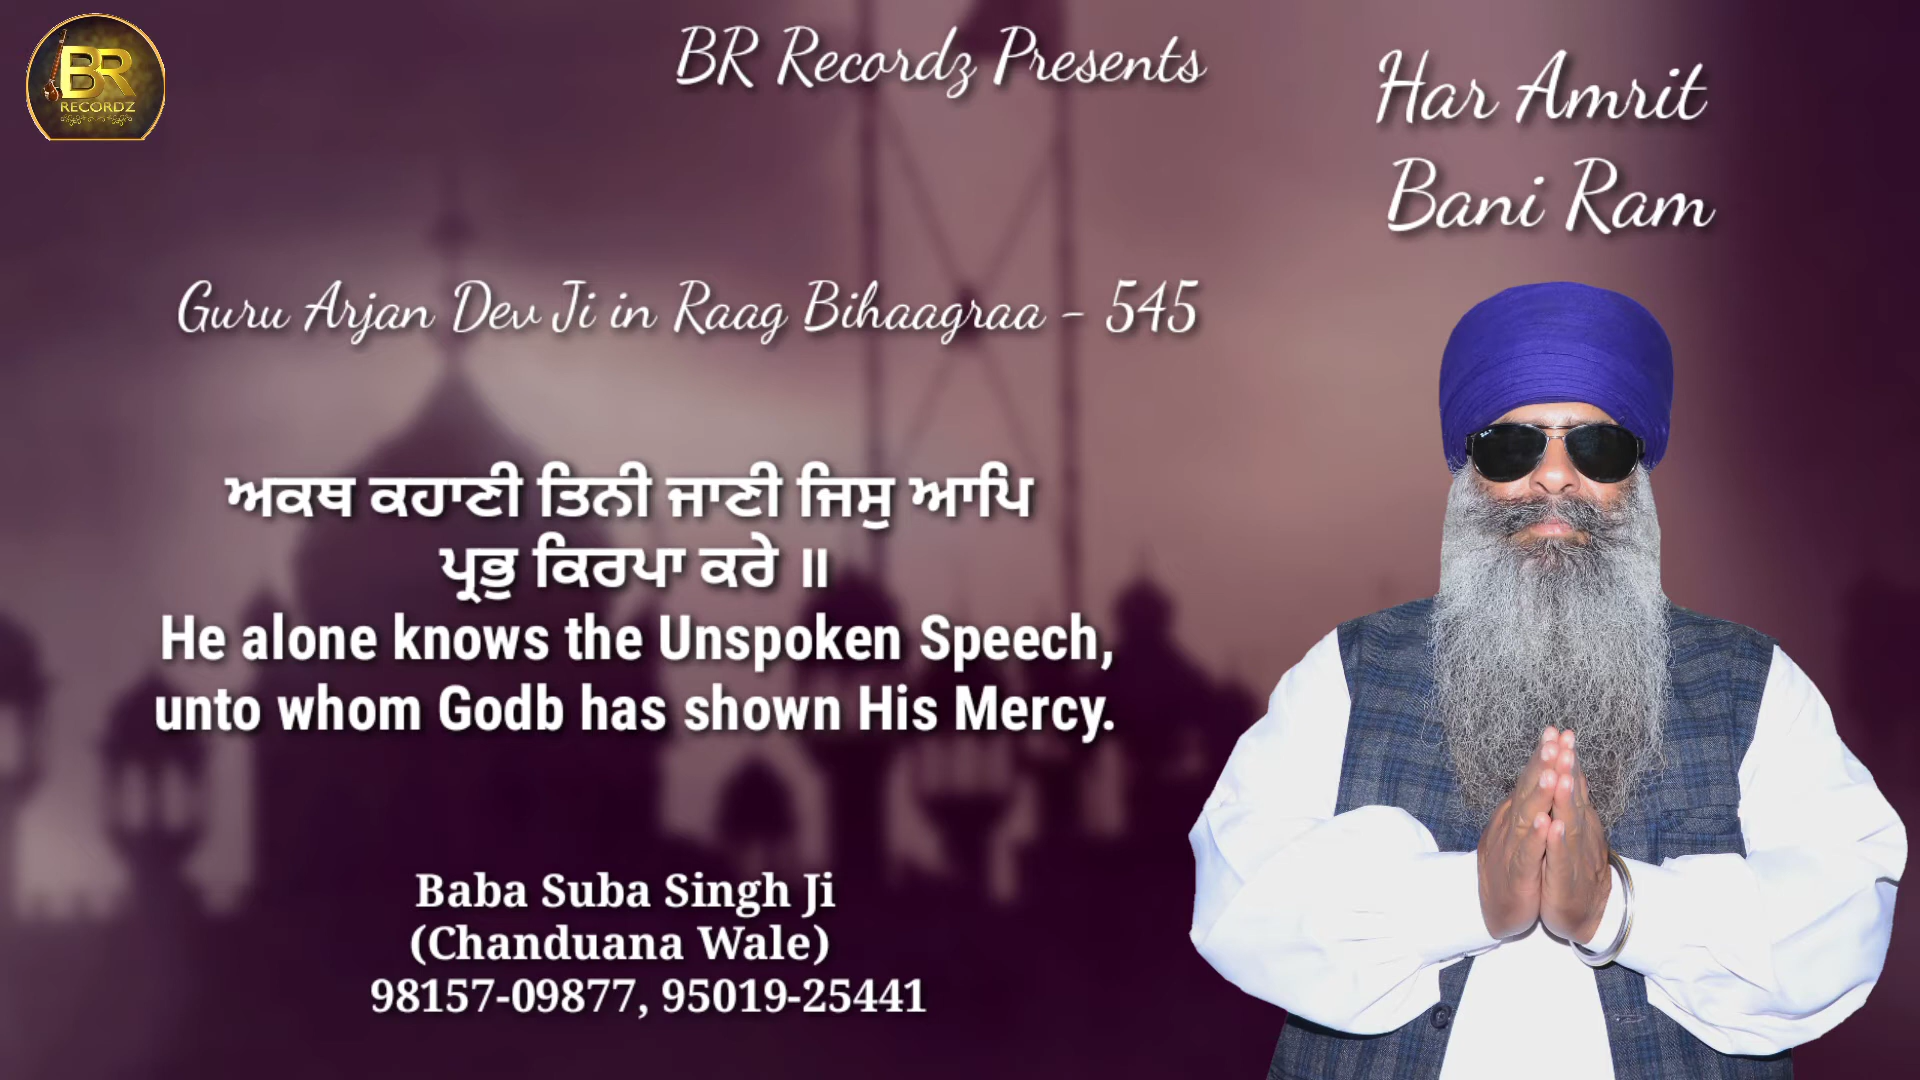 BR
RECORDZ
BR Recordz Presents
Har Amrit
Bani Ram
Guru Arjan Dev Ji in Raag Bihaagraa - 545
ਅਕਥ ਕਹਾਣੀ ਤਿਨੀ ਜਾਣੀ ਜਿਸੁ ਆਪਿ
ਪ੍ਰਭੁ ਕਿਰਪਾ ਕਰੇ ॥
He alone knows the Unspoken Speech,
unto whom Godb has shown His Mercy.
Baba Suba Singh Ji
(Chanduana Wale)
98157-09877, 95019-25441